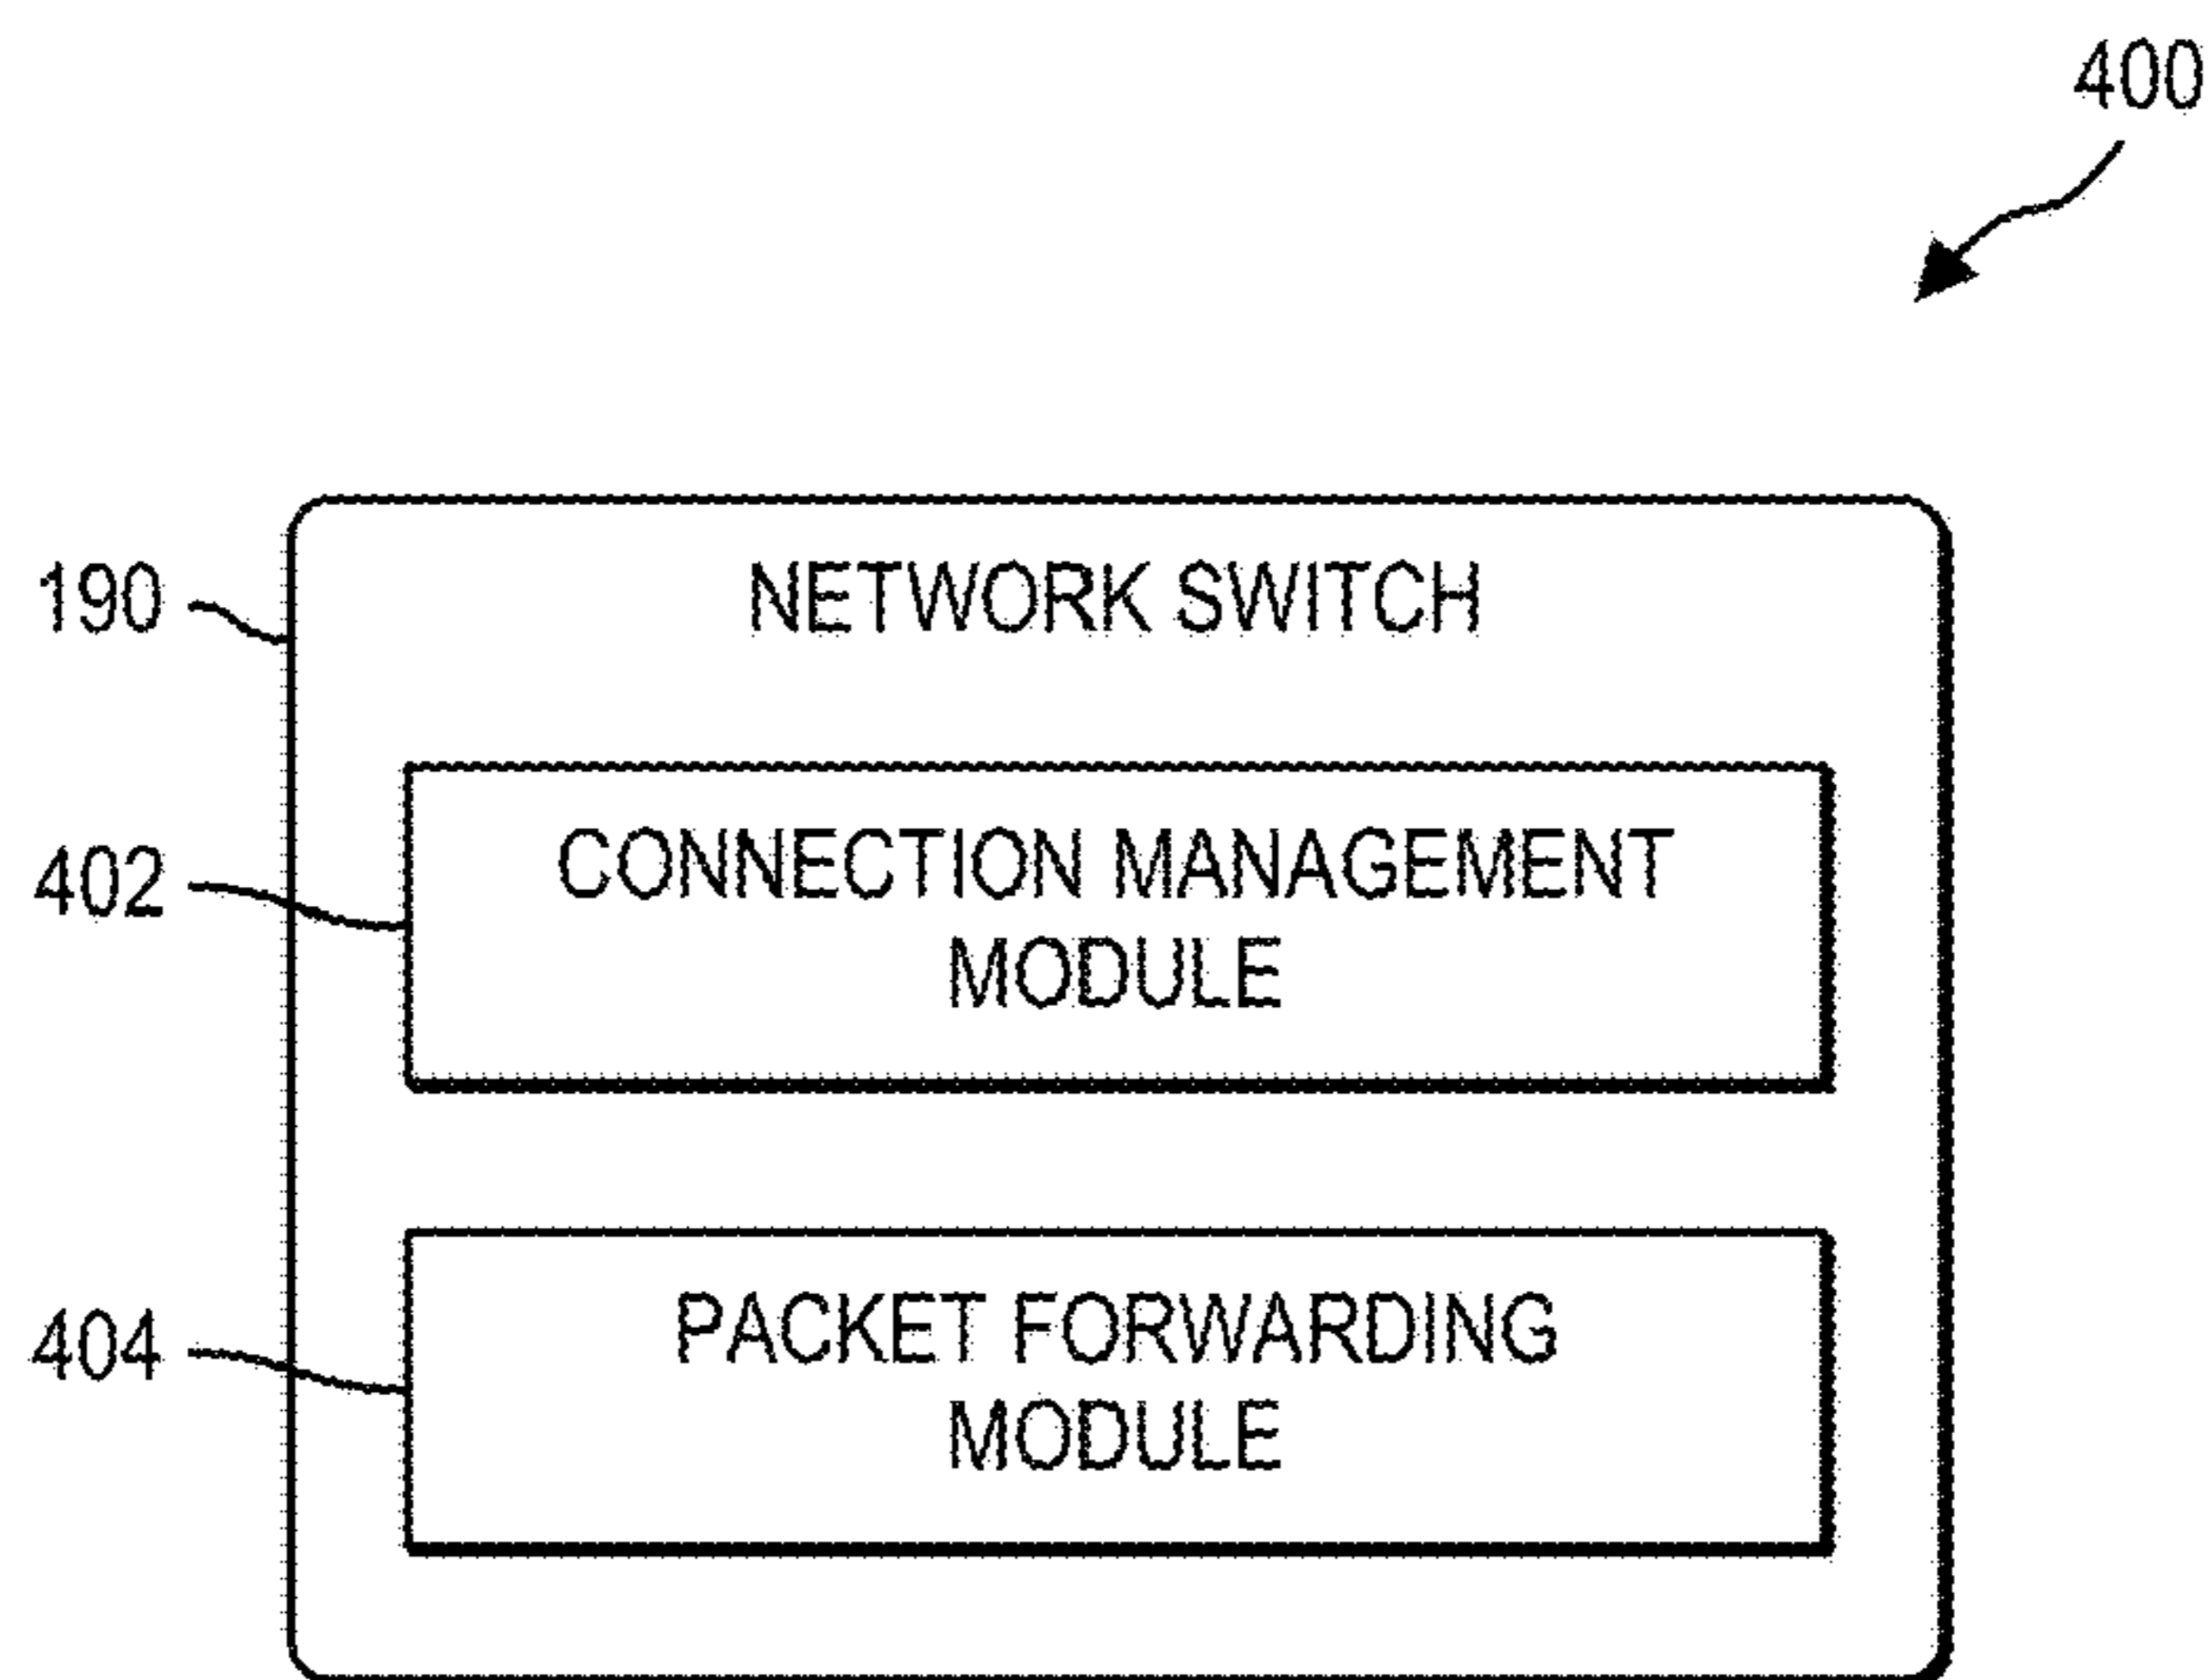 400
190
NETWORK SWITCH
402
CONNECTION MANAGEMENT
MODULE
404
PACKET FORWARDING
MODULE